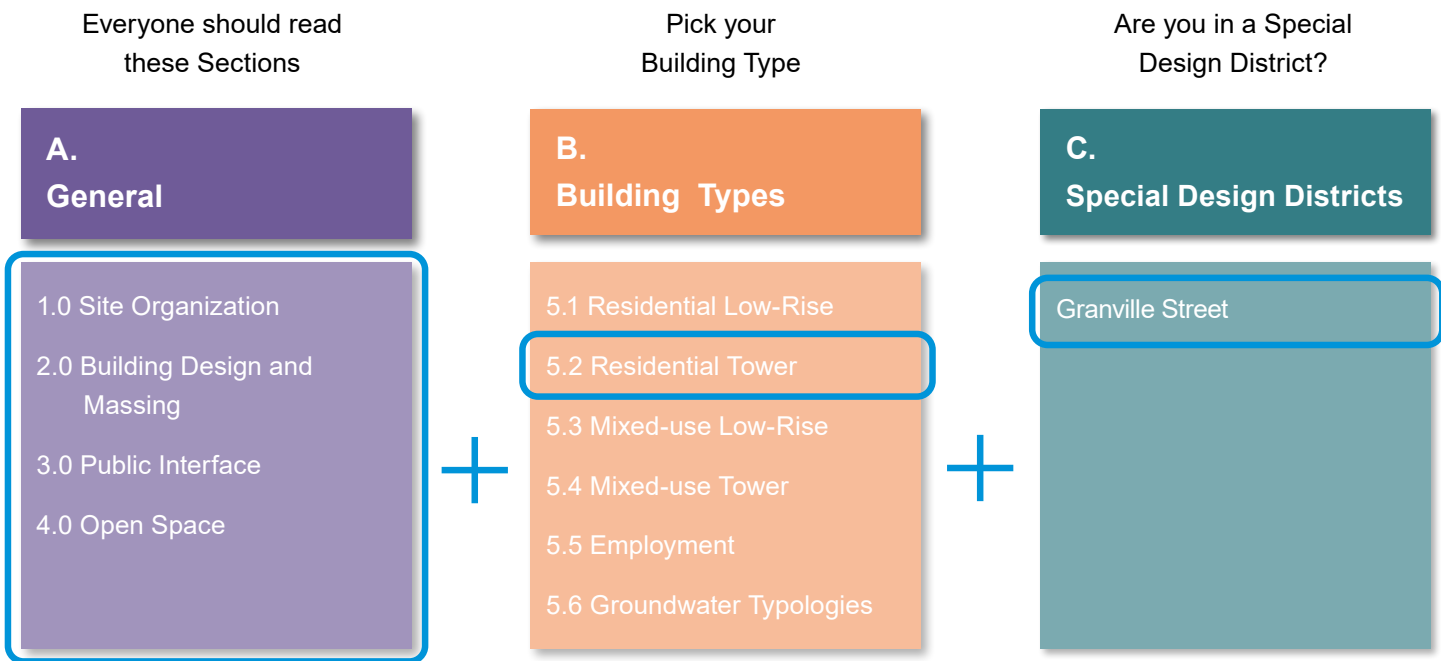 Everyone should read
these Sections
Pick your
Building Type
Are you in a Special
Design District?
A.
General
B.
Building Types
C.
Special Design Districts
1.0 Site Organization
2.0 Building Design and
Massing
3.0 Public Interface
4.0 Open Space
5.1 Residential Low-Rise
5.2 Residential Tower
5.3 Mixed-use Low-Rise
5.4 Mixed-use Tower
5.5 Employment
5.6 Groundwater Typologies
Granville Street